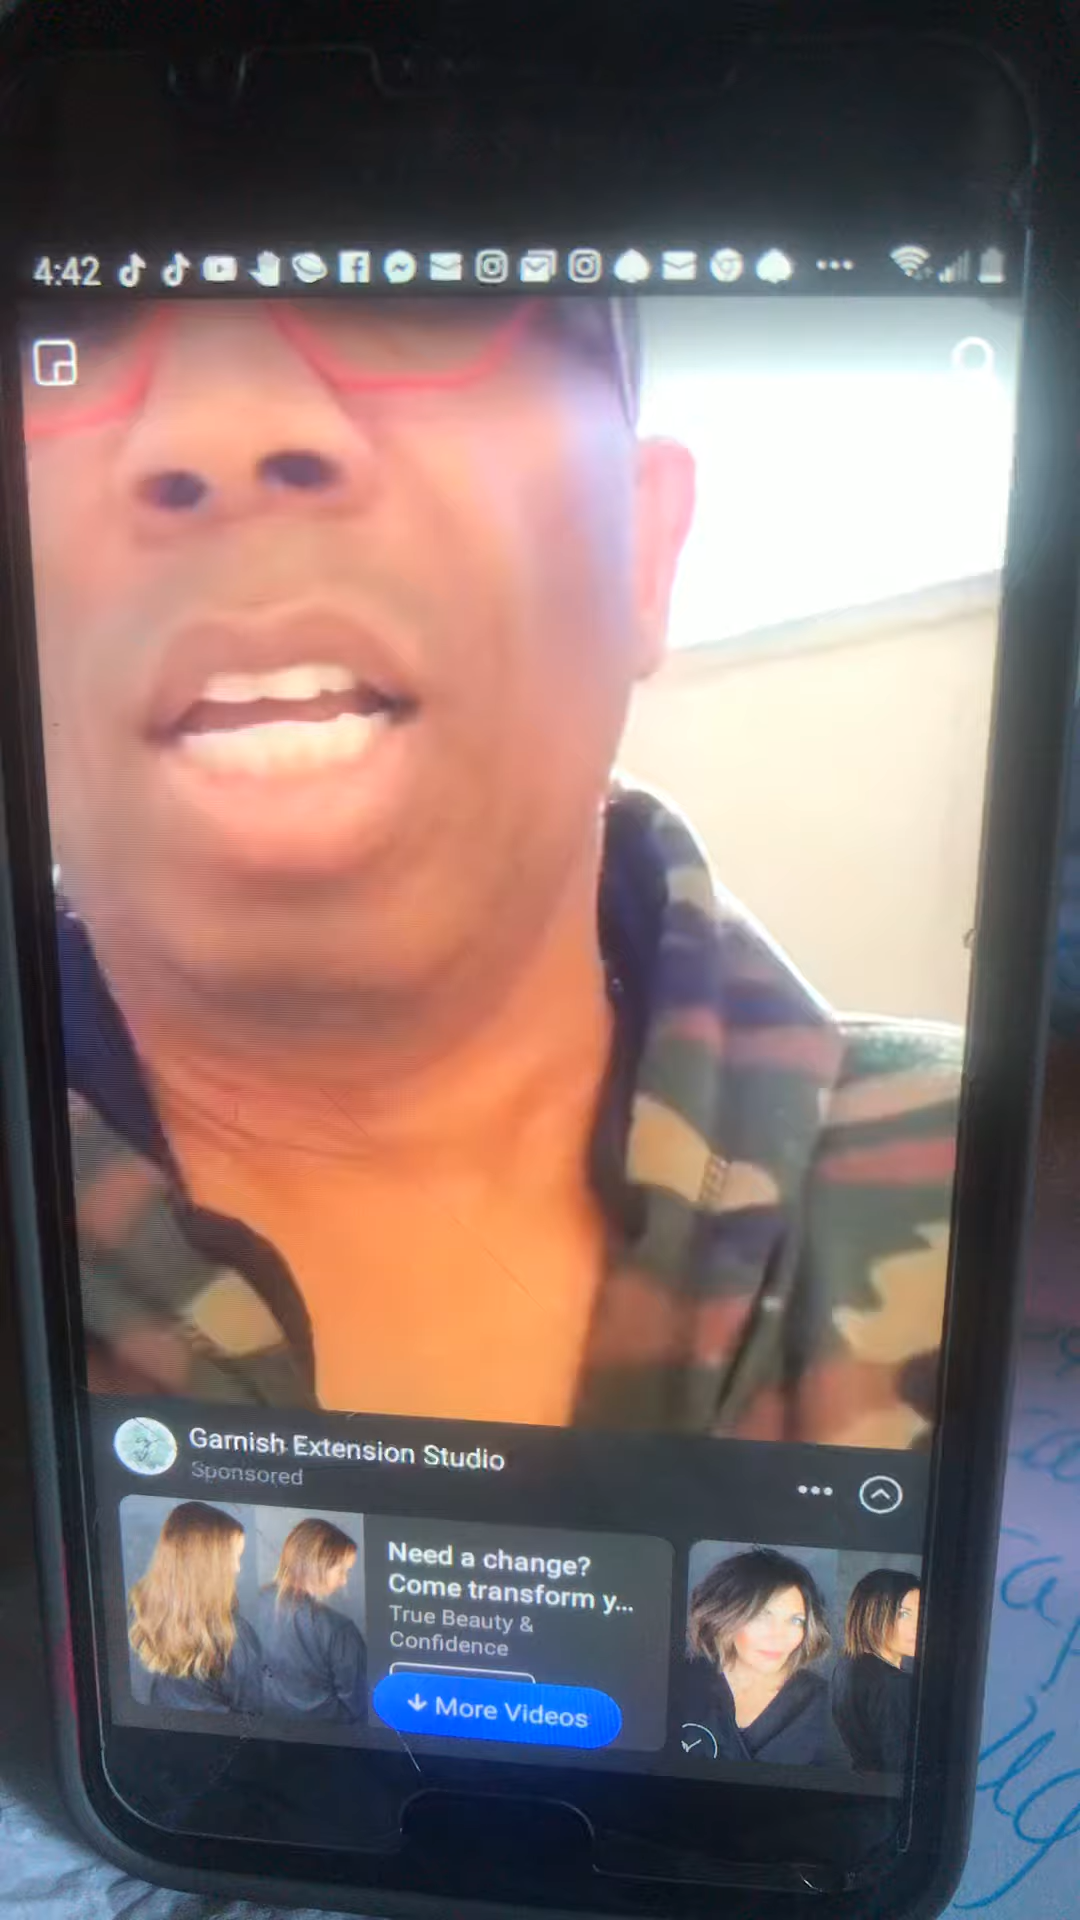 4:42
Garnish Extension Studio
Sponsored
Need a change?
Come transform y...
True Beauty &
Confidence
More Videos